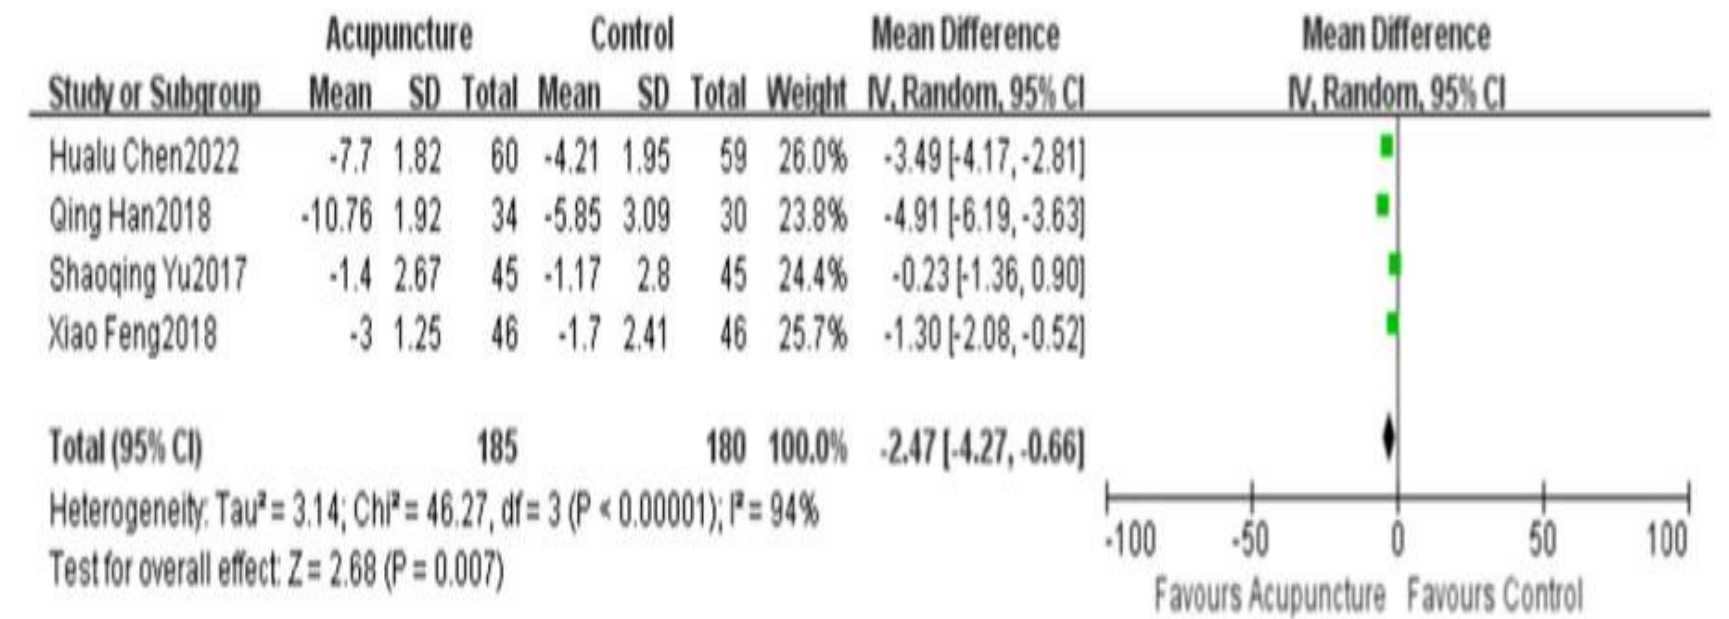 Acupuncture Control Mean Difference Mean Difference
Study or Subgroup Mean SD Total Mean SD Total Weight IV, Random, 95% CI IV, Random, 95% CI
Hualu Chen2022 -7.7 1.82 60 -4.21 1.95 59 26.0% -3.49 [-4.17, -2.81]
Qing Han2018 -10.76 1.92 34 -5.85 3.09 30 23.8% -4.91 [-6.19, -3.63]
Shaoqing Yu2017 -1.4 2.67 45 -1.17 2.8 45 24.4% -0.23 [-1.36, 0.90]
Xiao Feng2018 -3 1.25 46 -1.7 2.41 46 25.7% -1.30 [-2.08, -0.52]
Total (95% CI) 185 180 100.0% -2.47 [-4.27, -0.66]
Heterogeneity: Tau² = 3.14; Chi² = 46.27, df = 3 (P < 0.00001); I² = 94%
Test for overall effect: Z = 2.68 (P = 0.007)
-100 -50 0 50 100
Favours Acupuncture Favours Control